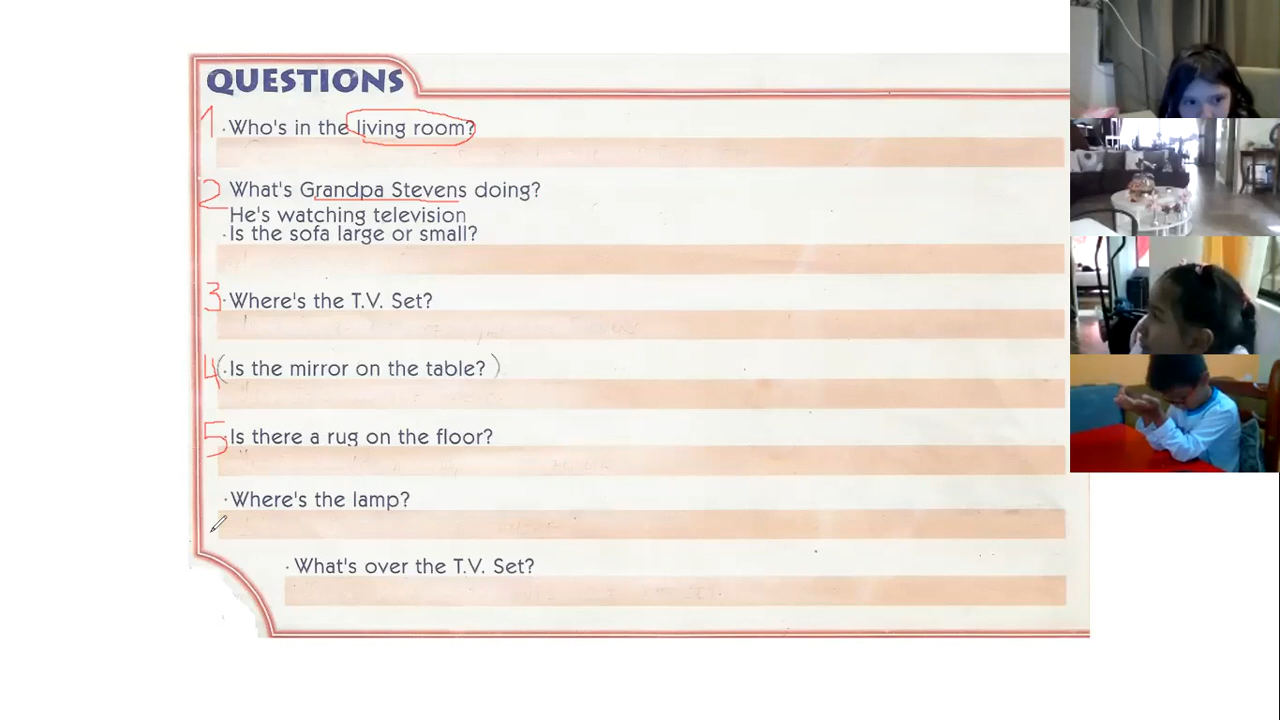 QUESTIONS
1 · Who's in the living room?
2 What's Grandpa Stevens doing?
He's watching television
· Is the sofa large or small?
3 · Where's the T.V. Set?
4 ( · Is the mirror on the table? )
5 Is there a rug on the floor?
· Where's the lamp?
· What's over the T.V. Set?